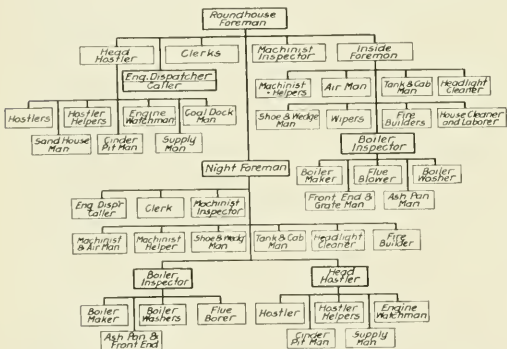 Roundhouse
Foreman
Head
Hostler
Clerks
Machinist
Inspector
Inside
Foreman
Eng. Dispatcher
Caller
Machinist
+ Helpers
Air Man
Tank & Cab
Man
Headlight
Cleaner
Hostlers
Hostler
Helpers
Engine
Watchman
Coal Dock
Man
Shoe & Wedge
Man
Wipers
Fire
Builders
House Cleaner
and Laborer
Sand House
Man
Cinder
Pit Man
Supply
Man
Boiler
Inspector
Night Foreman
Boiler
Maker
Flue
Blower
Boiler
Washer
Front End &
Grate Man
Ash Pan
Man
Eng. Disp'r
Caller
Clerk
Machinist
Inspector
Machinist
& Air Man
Machinist
Helper
Shoe & Wedg
Man
Tank & Cab
Man
Headlight
Cleaner
Fire
Builder
Boiler
Inspector
Head
Hostler
Boiler
Maker
Boiler
Washers
Flue
Borer
Hostler
Hostler
Helpers
Engine
Watchman
Ash Pan &
Front End
Cinder
Pit Man
Supply
Man